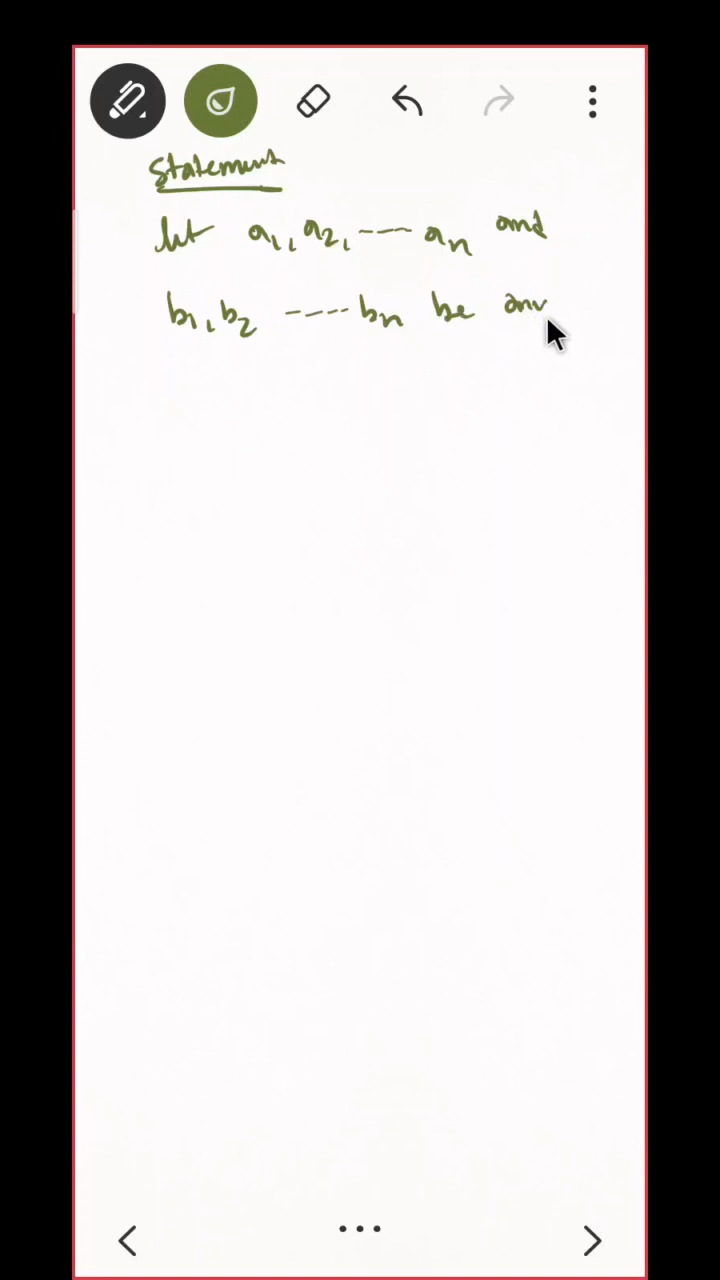 Statement
let a1, a2, ---- an and
b1, b2 ---- bn be any